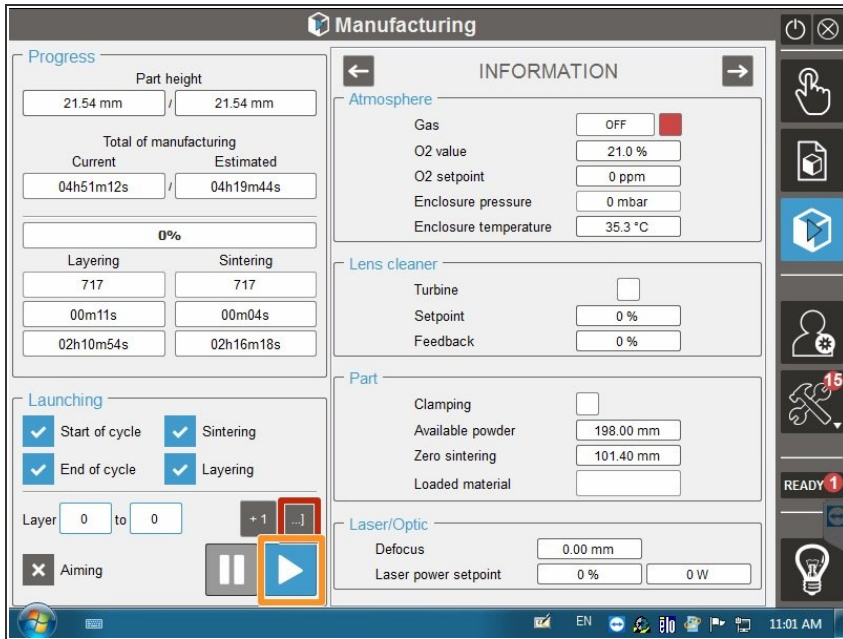 Manufacturing
Progress
Part height
21.54 mm / 21.54 mm
Total of manufacturing
Current Estimated
04h51m12s / 04h19m44s
0%
Layering Sintering
717 717
00m11s 00m04s
02h10m54s 02h16m18s
Launching
Start of cycle Sintering
End of cycle Layering
Layer 0 to 0 + 1 ...]
Aiming
INFORMATION
Atmosphere
Gas OFF
O2 value 21.0 %
O2 setpoint 0 ppm
Enclosure pressure 0 mbar
Enclosure temperature 35.3 °C
Lens cleaner
Turbine
Setpoint 0 %
Feedback 0 %
Part
Clamping
Available powder 198.00 mm
Zero sintering 101.40 mm
Loaded material
Laser/Optic
Defocus 0.00 mm
Laser power setpoint 0 % 0 W
15
READY 1
EN 11:01 AM